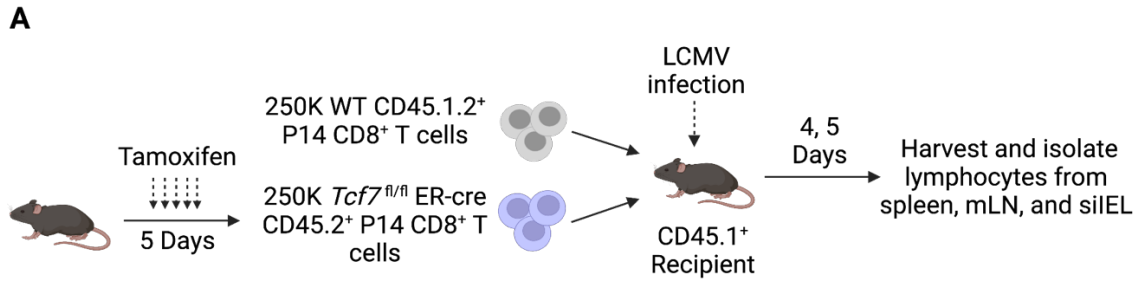 A
Tamoxifen
5 Days
250K WT CD45.1.2⁺
P14 CD8⁺ T cells
250K Tcf7 ᶠˡ/ᶠˡ ER-cre
CD45.2⁺ P14 CD8⁺ T
cells
LCMV
infection
CD45.1⁺
Recipient
4, 5
Days
Harvest and isolate
lymphocytes from
spleen, mLN, and siIEL